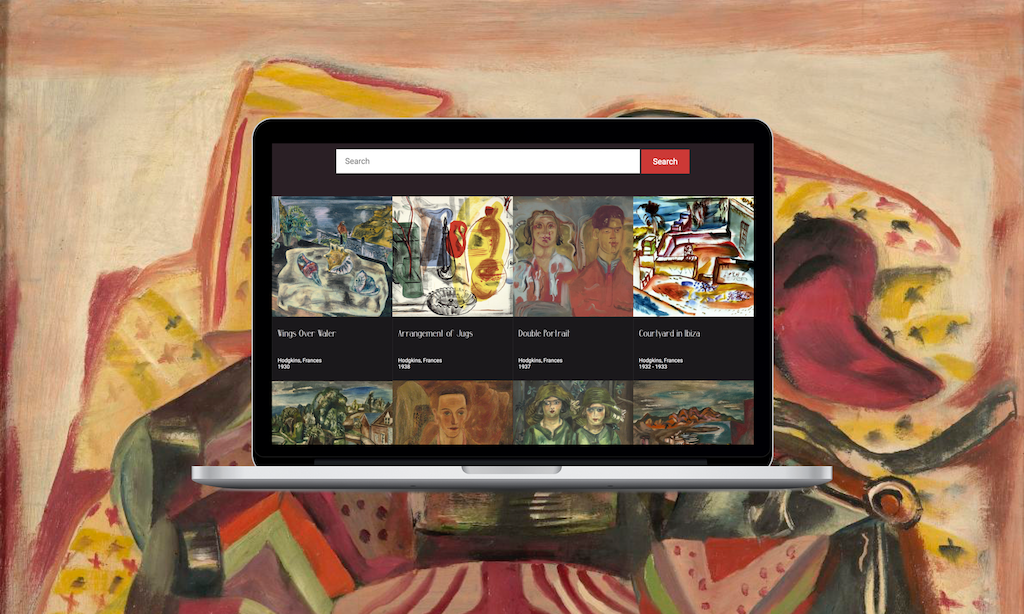 Search
Search
Wings Over Water
Hodgkins, Frances
1930
Arrangement of Jugs
Hodgkins, Frances
1938
Double Portrait
Hodgkins, Frances
1937
Courtyard in Ibiza
Hodgkins, Frances
1932 - 1933